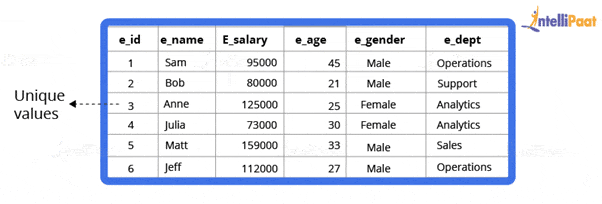 INTELLIPAAT
e_id e_name E_salary e_age e_gender e_dept
1 Sam 95000 45 Male Operations
2 Bob 80000 21 Male Support
Unique values
3 Anne 125000 25 Female Analytics
4 Julia 73000 30 Female Analytics
5 Matt 159000 33 Male Sales
6 Jeff 112000 27 Male Operations